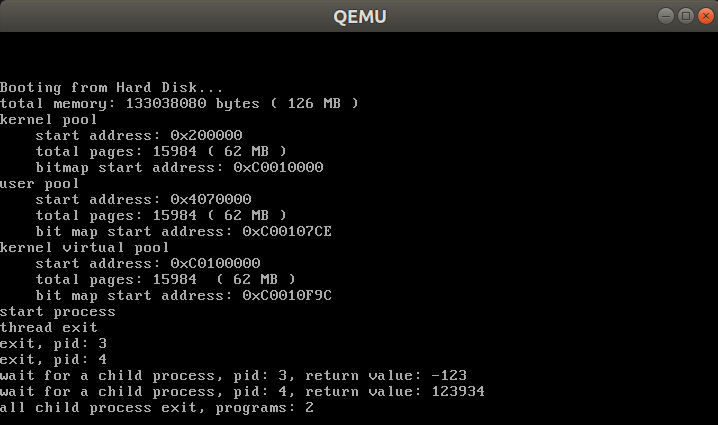 QEMU
Booting from Hard Disk...
total memory: 133038080 bytes ( 126 MB )
kernel pool
    start address: 0x200000
    total pages: 15984 ( 62 MB )
    bitmap start address: 0xC0010000
user pool
    start address: 0x4070000
    total pages: 15984 ( 62 MB )
    bit map start address: 0xC00107CE
kernel virtual pool
    start address: 0xC0100000
    total pages: 15984  ( 62 MB )
    bit map start address: 0xC0010F9C
start process
thread exit
exit, pid: 3
exit, pid: 4
wait for a child process, pid: 3, return value: -123
wait for a child process, pid: 4, return value: 123934
all child process exit, programs: 2